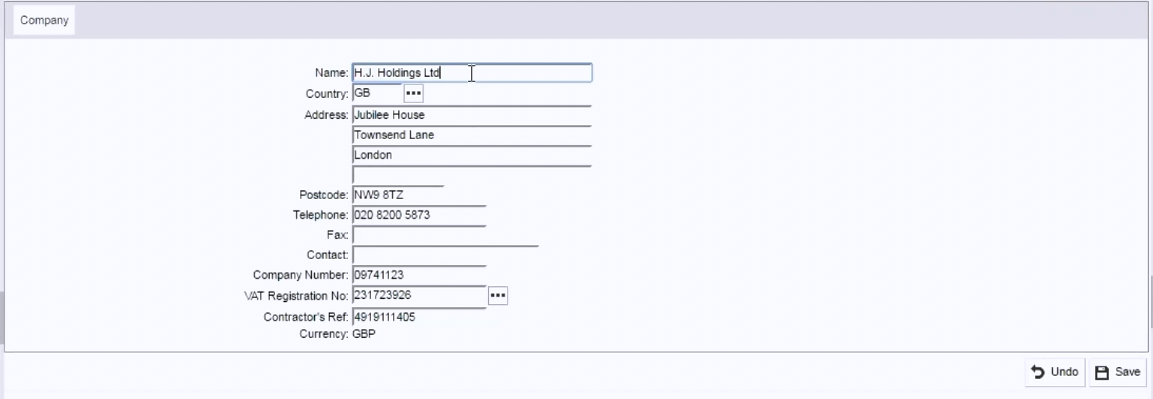 Company
Name: H.J. Holdings Ltd
Country: GB
Address: Jubilee House
Townsend Lane
London
Postcode: NW9 8TZ
Telephone: 020 8200 5873
Fax:
Contact:
Company Number: 09741123
VAT Registration No: 231723926
Contractor's Ref: 4919111405
Currency: GBP
Undo Save